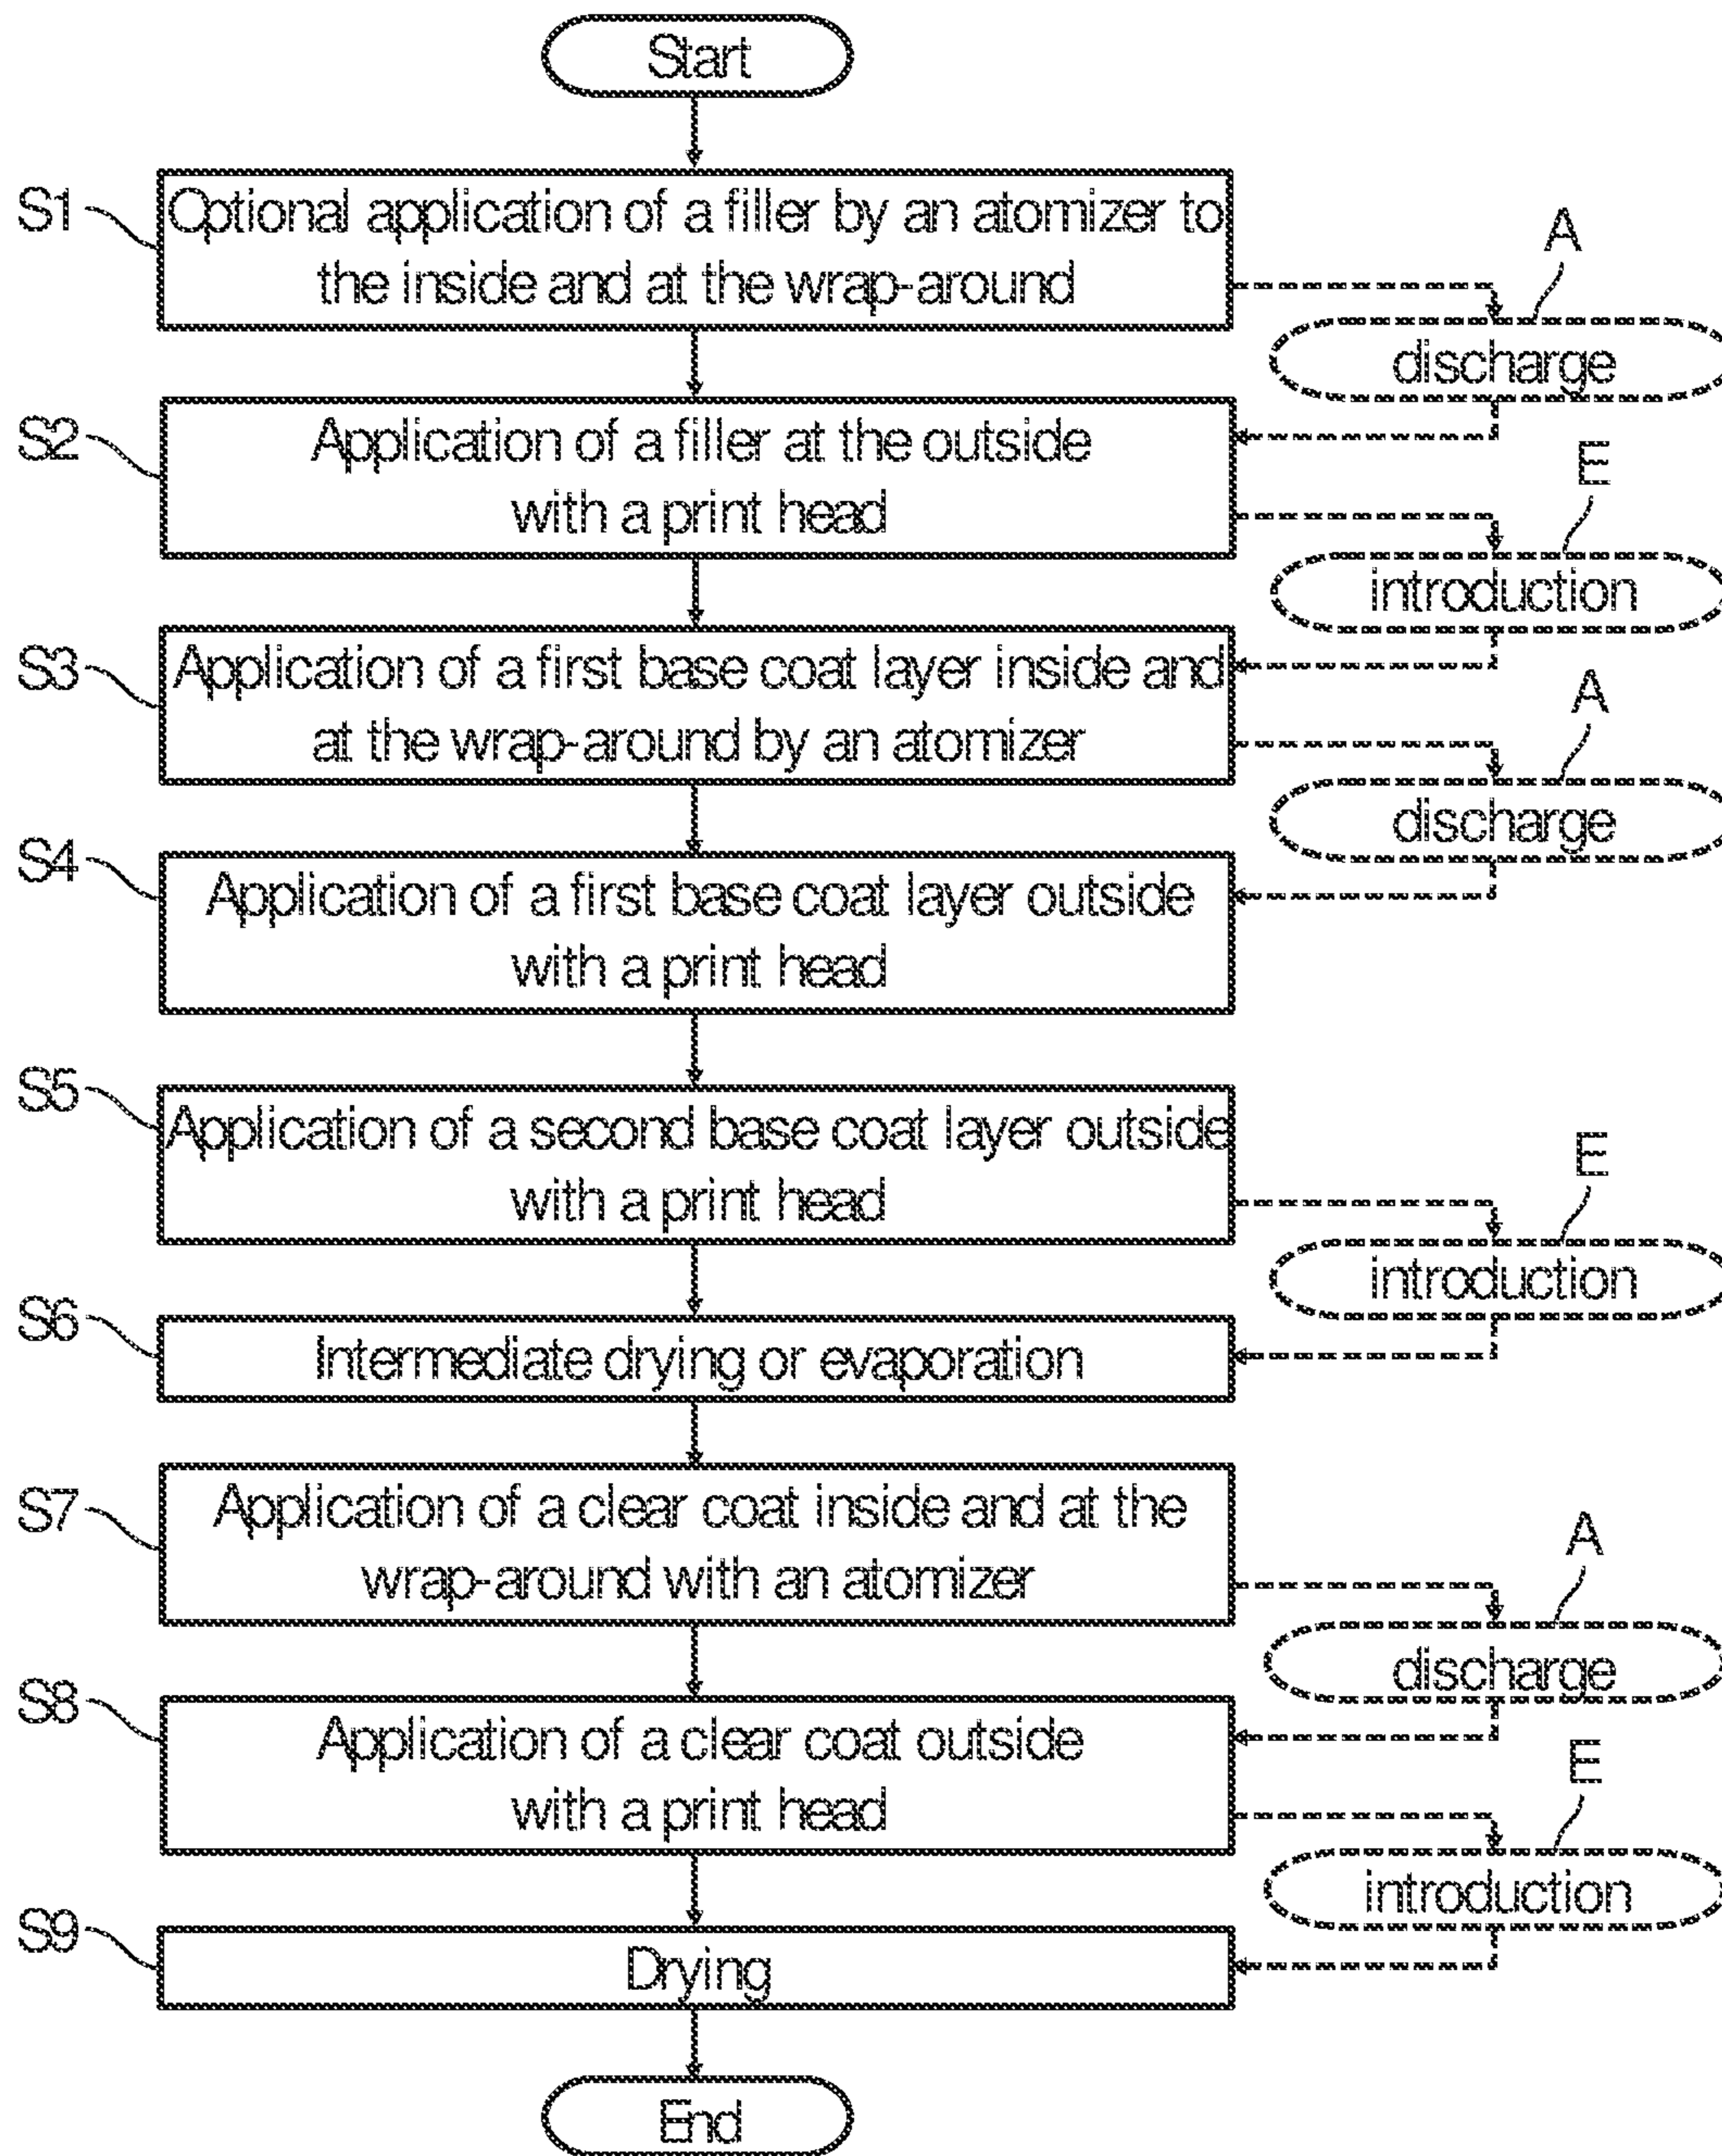 Start
S1
Optional application of a filler by an atomizer to
the inside and at the wrap-around
A
discharge
S2
Application of a filler at the outside
with a print head
E
introduction
S3
Application of a first base coat layer inside and
at the wrap-around by an atomizer
A
discharge
S4
Application of a first base coat layer outside
with a print head
S5
Application of a second base coat layer outside
with a print head
E
introduction
S6
Intermediate drying or evaporation
S7
Application of a clear coat inside and at the
wrap-around with an atomizer
A
discharge
S8
Application of a clear coat outside
with a print head
E
introduction
S9
Drying
End